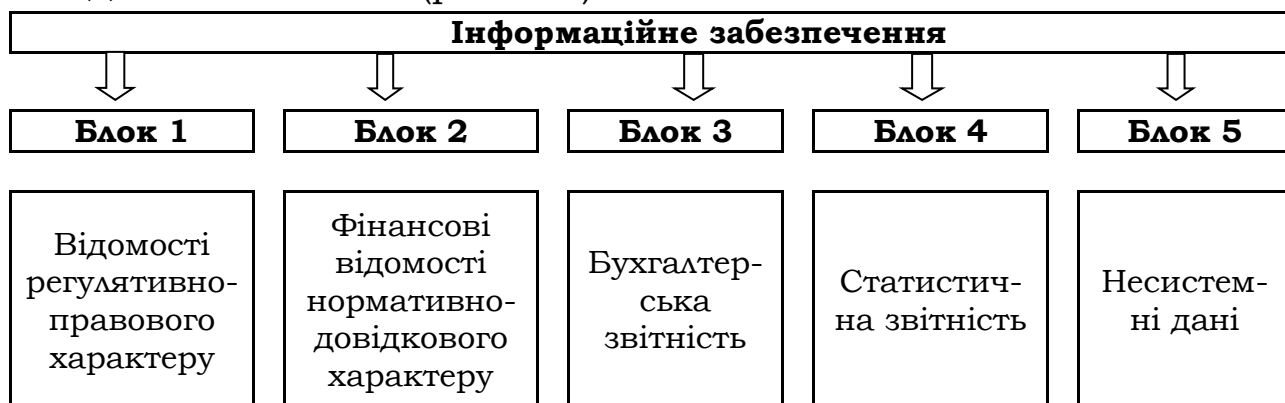 Інформаційне забезпечення
Блок 1
Блок 2
Блок 3
Блок 4
Блок 5
Відомості
регулятивно-
правового
характеру
Фінансові
відомості
нормативно-
довідкового
характеру
Бухгалтер-
ська
звітність
Статистич-
на звітність
Несистем-
ні дані